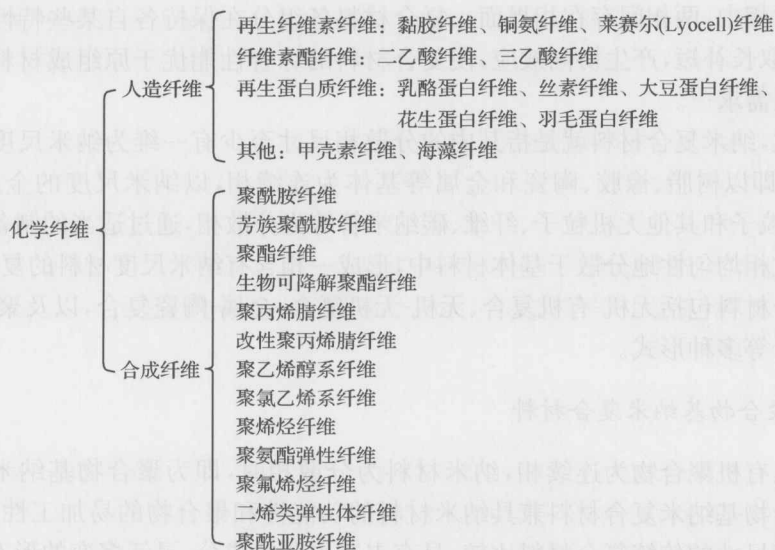 再生纤维素纤维：黏胶纤维、铜氨纤维、莱赛尔(Lyocell)纤维
纤维素酯纤维：二乙酸纤维、三乙酸纤维
人造纤维
再生蛋白质纤维：乳酪蛋白纤维、丝素纤维、大豆蛋白纤维、
花生蛋白纤维、羽毛蛋白纤维
其他：甲壳素纤维、海藻纤维
化学纤维
聚酰胺纤维
芳族聚酰胺纤维
聚酯纤维
生物可降解聚酯纤维
聚丙烯腈纤维
改性聚丙烯腈纤维
合成纤维
聚乙烯醇系纤维
聚氯乙烯系纤维
聚烯烃纤维
聚氨酯弹性纤维
聚氟烯烃纤维
二烯类弹性体纤维
聚酰亚胺纤维